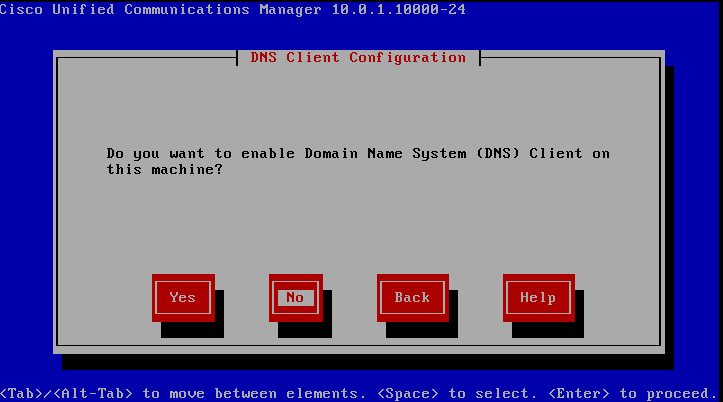 Cisco Unified Communications Manager 10.0.1.10000-24
DNS Client Configuration
Do you want to enable Domain Name System (DNS) Client on
this machine?
Yes No Back Help
<Tab>/<Alt-Tab> to move between elements. <Space> to select. <Enter> to proceed.